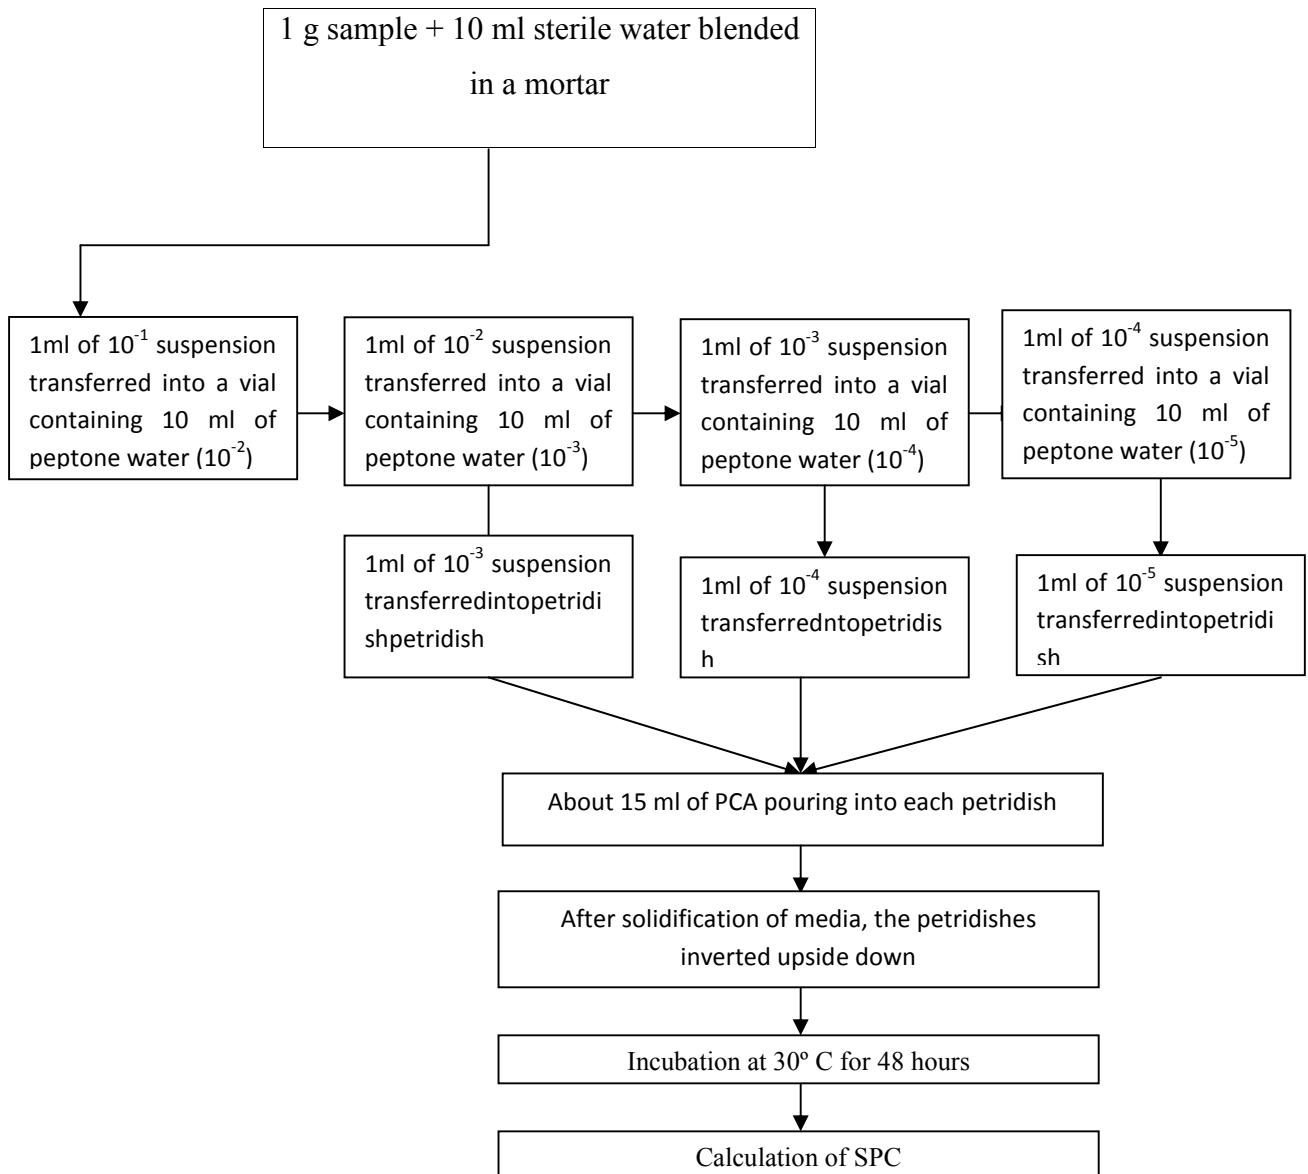 1 g sample + 10 ml sterile water blended
in a mortar
1ml of 10⁻¹ suspension
transferred into a vial
containing 10 ml of
peptone water (10⁻²)
1ml of 10⁻² suspension
transferred into a vial
containing 10 ml of
peptone water (10⁻³)
1ml of 10⁻³ suspension
transferred into a vial
containing 10 ml of
peptone water (10⁻⁴)
1ml of 10⁻⁴ suspension
transferred into a vial
containing 10 ml of
peptone water (10⁻⁵)
1ml of 10⁻³ suspension
transferredintopetridi
shpetridish
1ml of 10⁻⁴ suspension
transferredntopetridis
h
1ml of 10⁻⁵ suspension
transferredintopetridi
sh
About 15 ml of PCA pouring into each petridish
After solidification of media, the petridishes
inverted upside down
Incubation at 30º C for 48 hours
Calculation of SPC